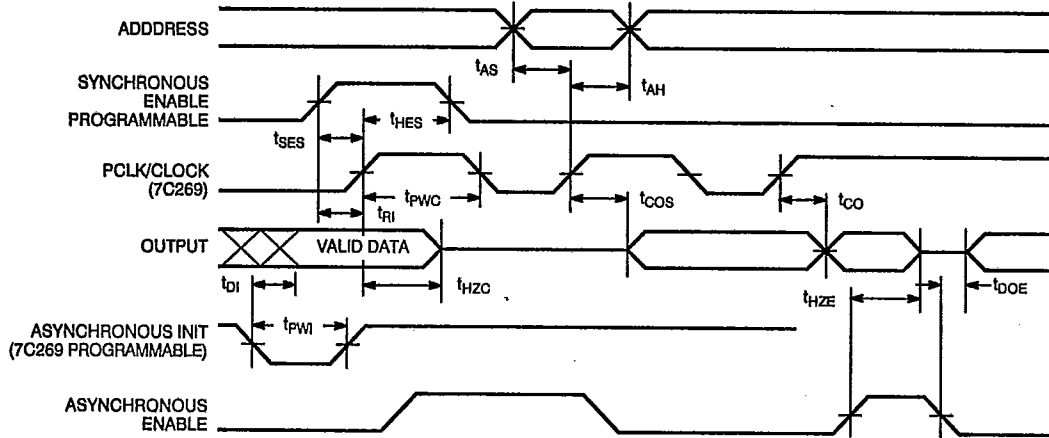 ADDDRESS
tAS
tAH
SYNCHRONOUS
ENABLE
PROGRAMMABLE
tSES
tHES
PCLK/CLOCK
(7C269)
tRI
tPWC
tCOS
tCO
OUTPUT
VALID DATA
tDI
tHZC
tHZE
tDOE
ASYNCHRONOUS INIT
(7C269 PROGRAMMABLE)
tPWI
ASYNCHRONOUS
ENABLE